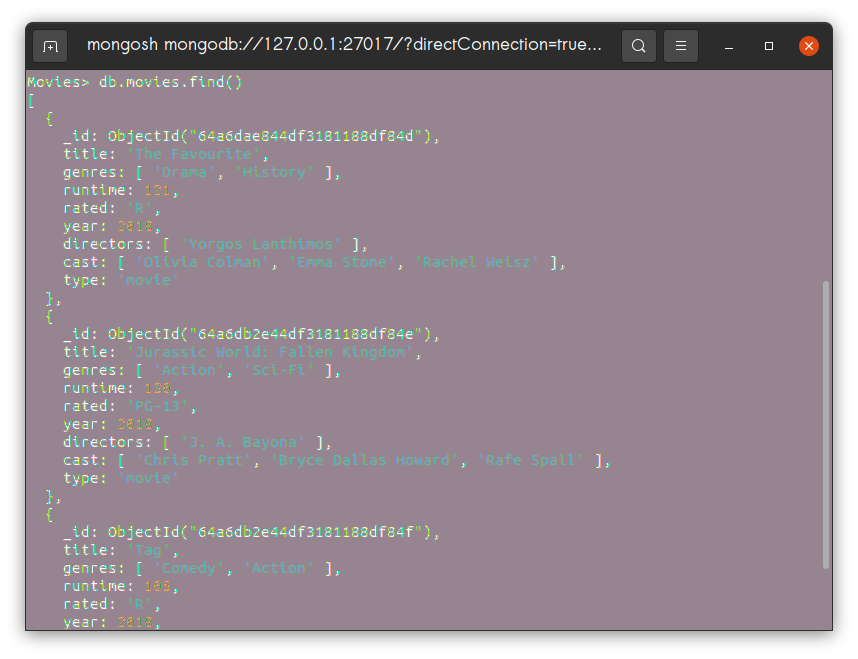 mongosh mongodb://127.0.0.1:27017/?directConnection=true...
Movies> db.movies.find()
[
  {
    _id: ObjectId("64a6dae844df3181188df84d"),
    title: 'The Favourite',
    genres: [ 'Drama', 'History' ],
    runtime: 121,
    rated: 'R',
    year: 2018,
    directors: [ 'Yorgos Lanthimos' ],
    cast: [ 'Olivia Colman', 'Emma Stone', 'Rachel Weisz' ],
    type: 'movie'
  },
  {
    _id: ObjectId("64a6db2e44df3181188df84e"),
    title: 'Jurassic World: Fallen Kingdom',
    genres: [ 'Action', 'Sci-Fi' ],
    runtime: 130,
    rated: 'PG-13',
    year: 2018,
    directors: [ 'J. A. Bayona' ],
    cast: [ 'Chris Pratt', 'Bryce Dallas Howard', 'Rafe Spall' ],
    type: 'movie'
  },
  {
    _id: ObjectId("64a6db2e44df3181188df84f"),
    title: 'Tag',
    genres: [ 'Comedy', 'Action' ],
    runtime: 105,
    rated: 'R',
    year: 2018,